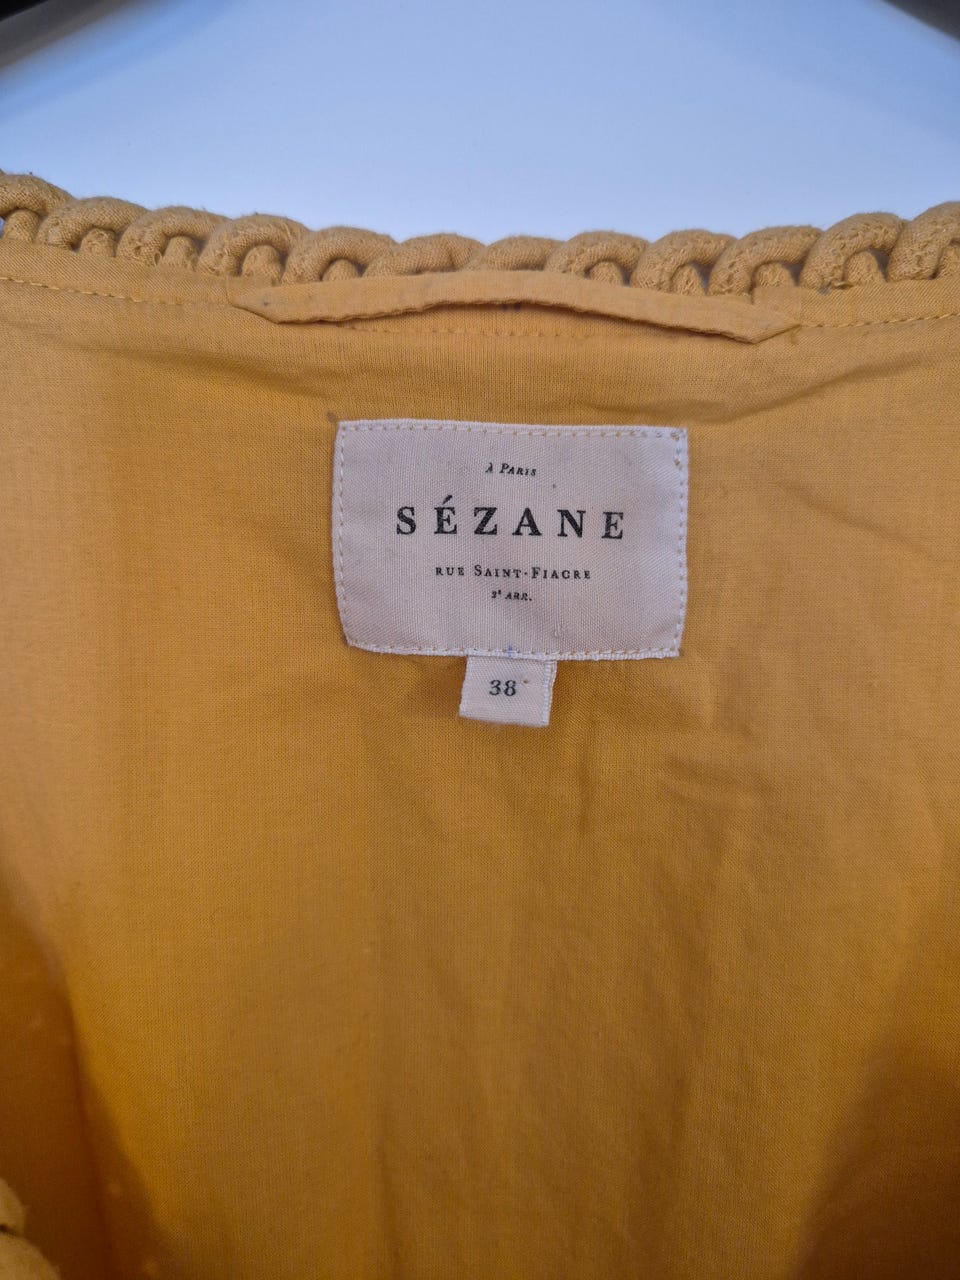 À PARIS
SÉZANE
RUE SAINT-FIACRE
2E ARR.
38